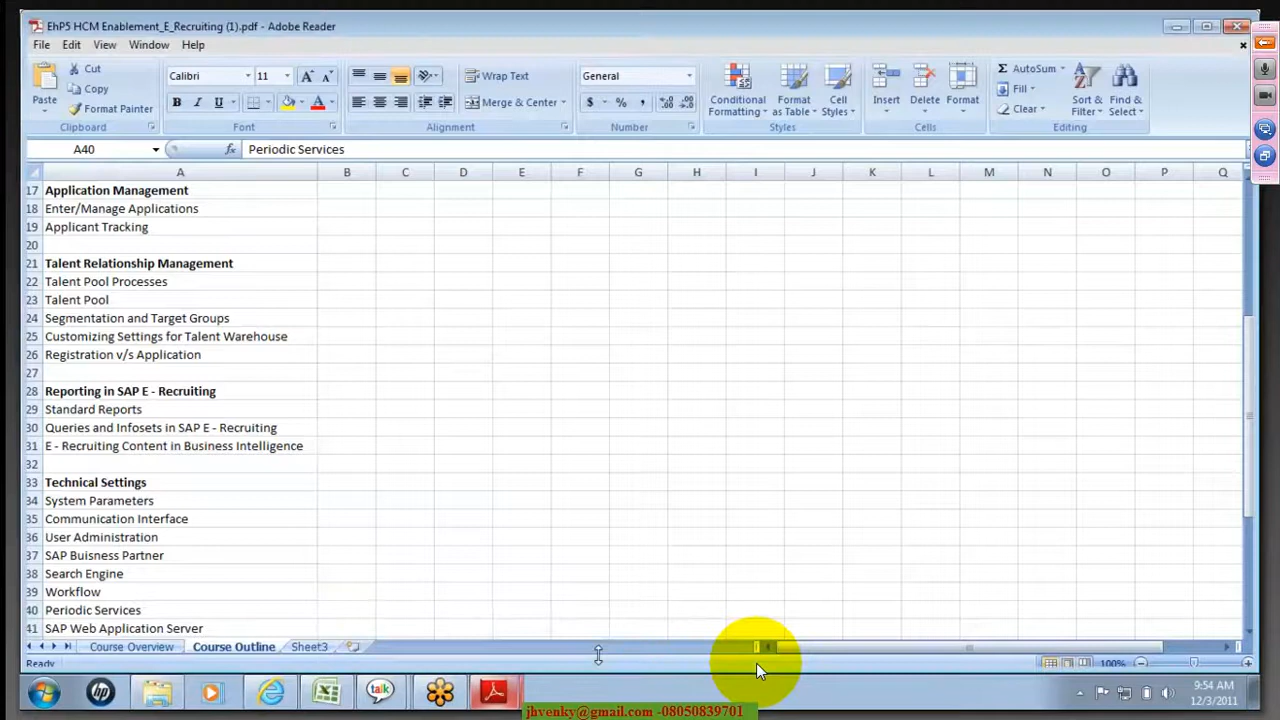 EhP5 HCM Enablement_E_Recruiting (1).pdf - Adobe Reader
File Edit View Window Help
Paste
Cut
Copy
Format Painter
Clipboard
Calibri 11
B I U
Font
Wrap Text
Merge & Center
Alignment
General
$ % ,
Number
Conditional Formatting
Format as Table
Cell Styles
Styles
Insert
Delete
Format
Cells
Σ AutoSum
Fill
Clear
Sort & Filter
Find & Select
Editing
A40 fx Periodic Services
A B C D E F G H I J K L M N O P Q
17 Application Management
18 Enter/Manage Applications
19 Applicant Tracking
20
21 Talent Relationship Management
22 Talent Pool Processes
23 Talent Pool
24 Segmentation and Target Groups
25 Customizing Settings for Talent Warehouse
26 Registration v/s Application
27
28 Reporting in SAP E - Recruiting
29 Standard Reports
30 Queries and Infosets in SAP E - Recruiting
31 E - Recruiting Content in Business Intelligence
32
33 Technical Settings
34 System Parameters
35 Communication Interface
36 User Administration
37 SAP Buisness Partner
38 Search Engine
39 Workflow
40 Periodic Services
41 SAP Web Application Server
Course Overview Course Outline Sheet3
Ready 100%
hp
talk
9:54 AM
12/3/2011
jhvenky@gmail.com -08050839701